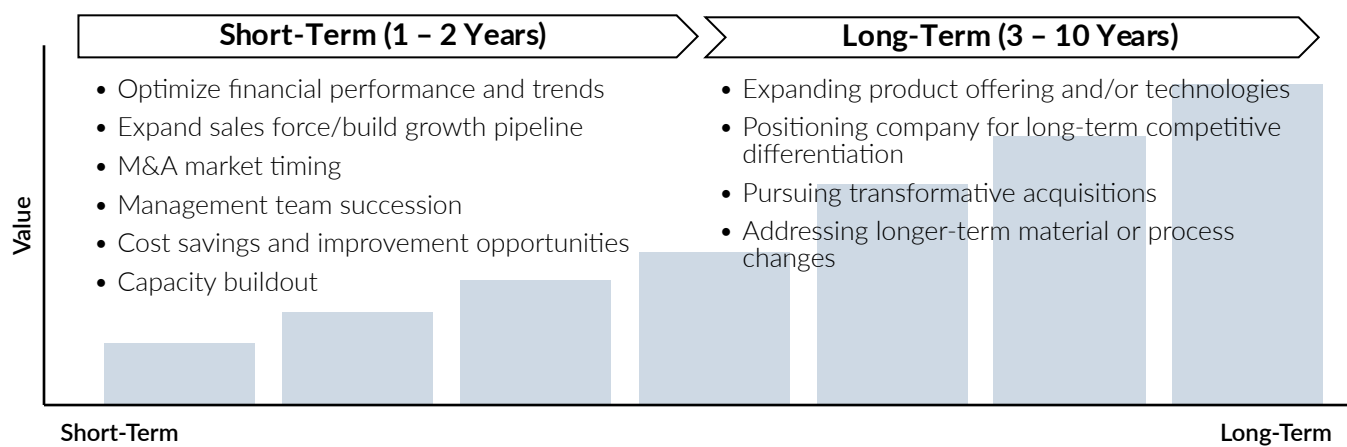 Short-Term (1 – 2 Years)
• Optimize financial performance and trends
• Expand sales force/build growth pipeline
• M&A market timing
• Management team succession
• Cost savings and improvement opportunities
• Capacity buildout
Long-Term (3 – 10 Years)
• Expanding product offering and/or technologies
• Positioning company for long-term competitive
differentiation
• Pursuing transformative acquisitions
• Addressing longer-term material or process
changes
Value
Short-Term
Long-Term